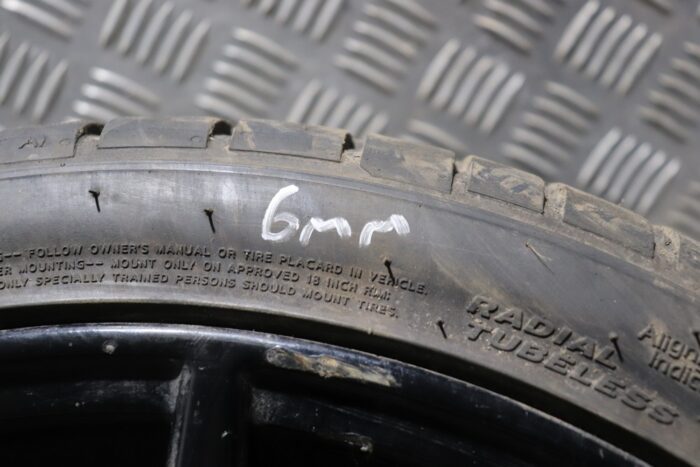 6mm
-- FOLLOW OWNER'S MANUAL OR TIRE PLACARD IN VEHICLE.
MOUNTING-- MOUNT ONLY ON APPROVED 18 INCH RIM:
ONLY SPECIALLY TRAINED PERSONS SHOULD MOUNT TIRES.
RADIAL
TUBELESS